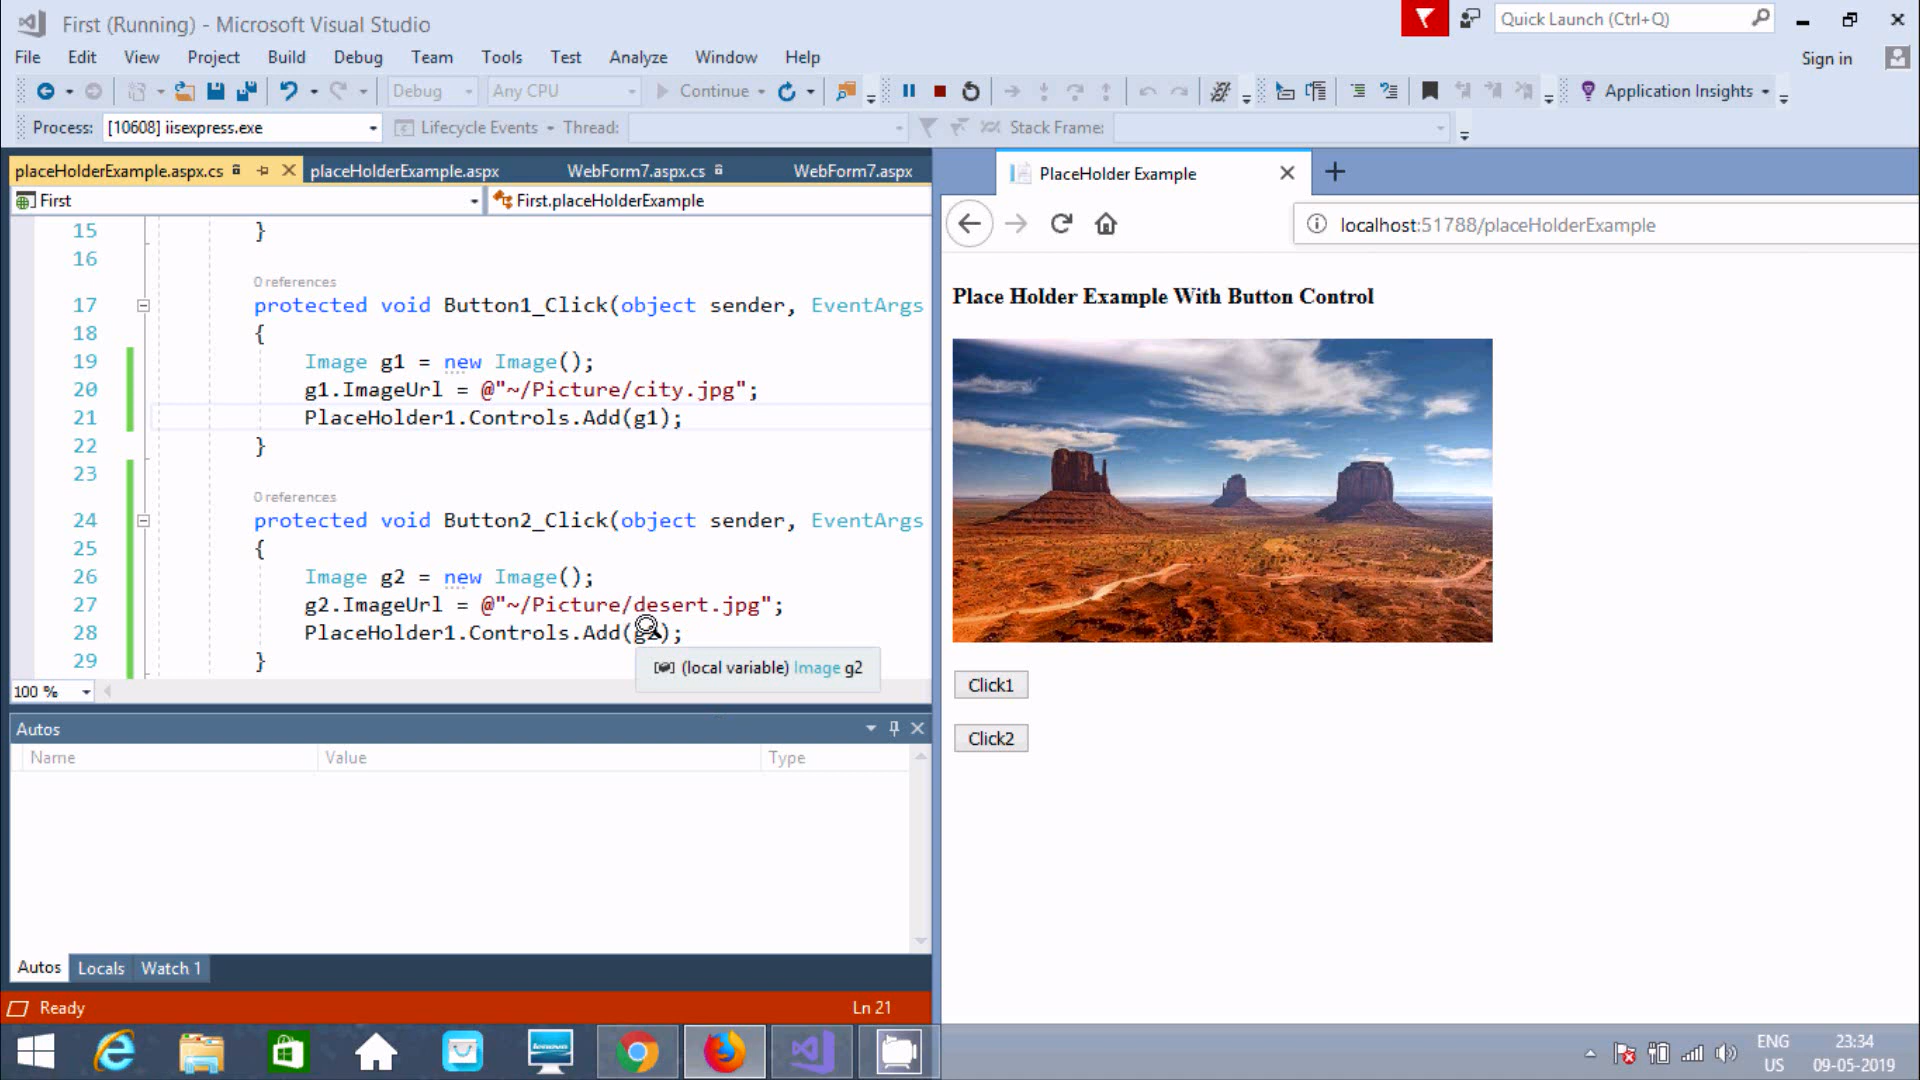 First (Running) - Microsoft Visual Studio
Quick Launch (Ctrl+Q)
File Edit View Project Build Debug Team Tools Test Analyze Window Help
Sign in
Debug Any CPU Continue Application Insights
Process: [10608] iisexpress.exe Lifecycle Events Thread: Stack Frame:
placeHolderExample.aspx.cs placeHolderExample.aspx WebForm7.aspx.cs WebForm7.aspx
First First.placeHolderExample
15 }
16
0 references
17 protected void Button1_Click(object sender, EventArgs
18 {
19 Image g1 = new Image();
20 g1.ImageUrl = @"~/Picture/city.jpg";
21 PlaceHolder1.Controls.Add(g1);
22 }
23
0 references
24 protected void Button2_Click(object sender, EventArgs
25 {
26 Image g2 = new Image();
27 g2.ImageUrl = @"~/Picture/desert.jpg";
28 PlaceHolder1.Controls.Add(g2);
29 }
(local variable) Image g2
100 %
Autos
Name Value Type
Autos Locals Watch 1
Ready Ln 21
PlaceHolder Example
localhost:51788/placeHolderExample
Place Holder Example With Button Control
Click1
Click2
lenovo
ENG 23:34
US 09-05-2019